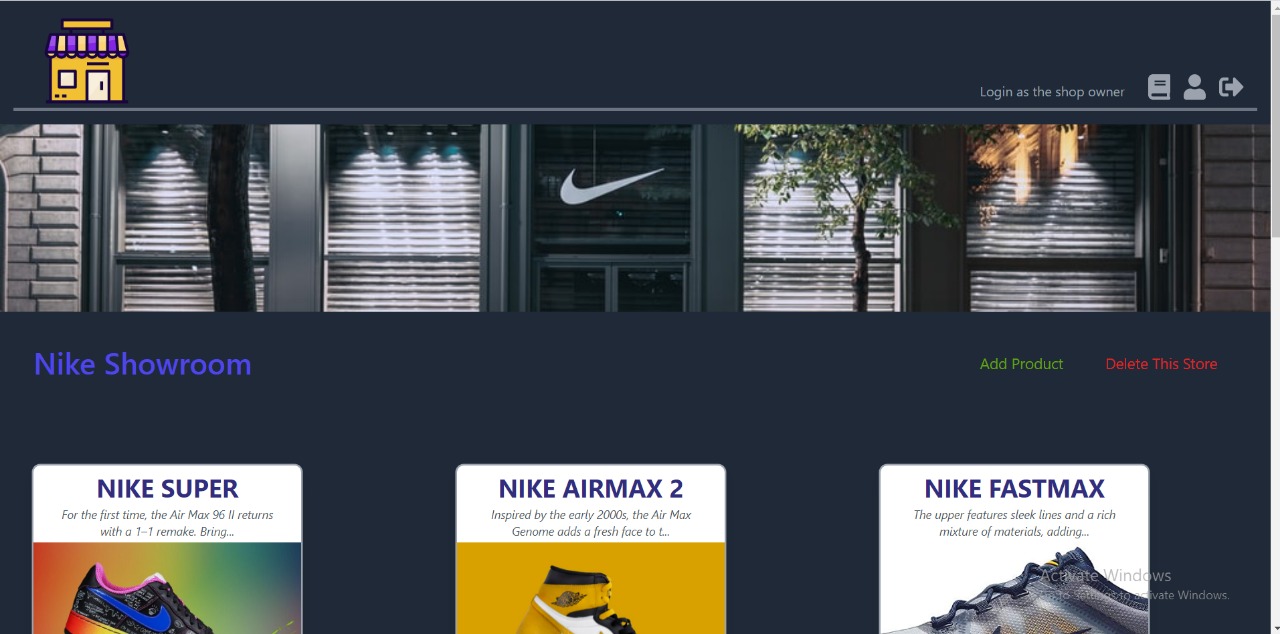 Login as the shop owner
Nike Showroom
Add Product
Delete This Store
NIKE SUPER
For the first time, the Air Max 96 II returns
with a 1–1 remake. Bring...
NIKE AIRMAX 2
Inspired by the early 2000s, the Air Max
Genome adds a fresh face to t...
NIKE FASTMAX
The upper features sleek lines and a rich
mixture of materials, adding...
Activate Windows
Go to Settings to activate Windows.